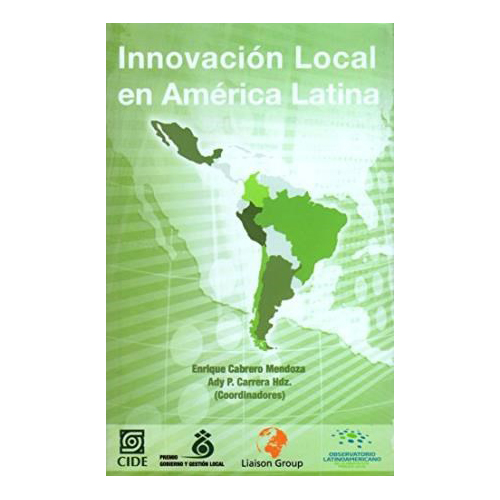 Innovación Local
en América Latina
Enrique Cabrero Mendoza
Ady P. Carrera Hdz.
(Coordinadores)
CIDE
PREMIO
GOBIERNO Y GESTIÓN LOCAL
Liaison Group
OBSERVATORIO
LATINOAMERICANO